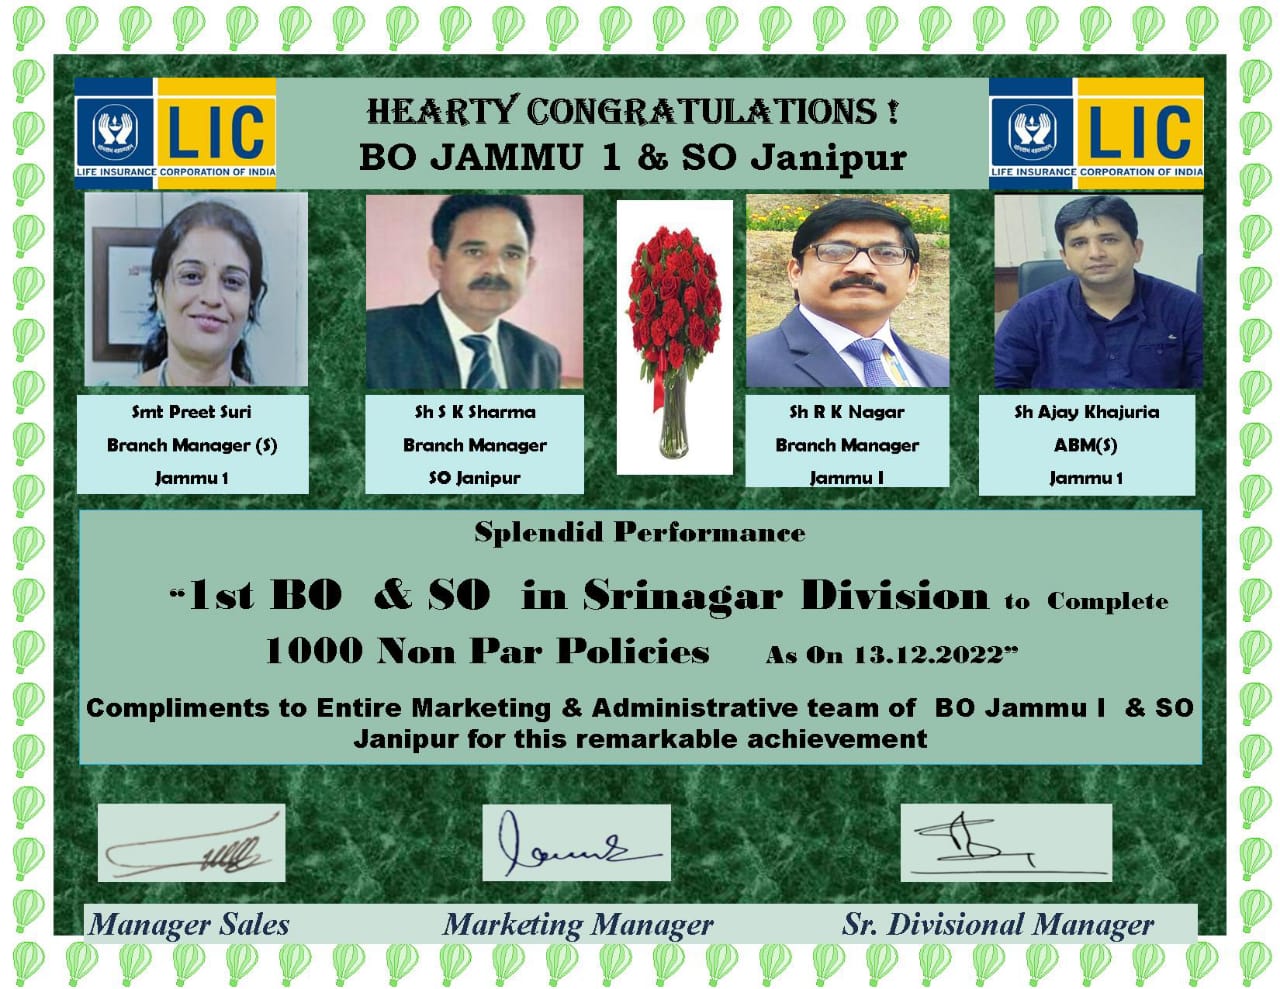 LIC
LIFE INSURANCE CORPORATION OF INDIA
HEARTY CONGRATULATIONS !
BO JAMMU 1 & SO Janipur
LIC
LIFE INSURANCE CORPORATION OF INDIA
Smt Preet Suri
Branch Manager (S)
Jammu 1
Sh S K Sharma
Branch Manager
SO Janipur
Sh R K Nagar
Branch Manager
Jammu I
Sh Ajay Khajuria
ABM(S)
Jammu 1
Splendid Performance
“1st BO & SO in Srinagar Division to Complete
1000 Non Par Policies As On 13.12.2022”
Compliments to Entire Marketing & Administrative team of BO Jammu I & SO
Janipur for this remarkable achievement
Manager Sales
Marketing Manager
Sr. Divisional Manager